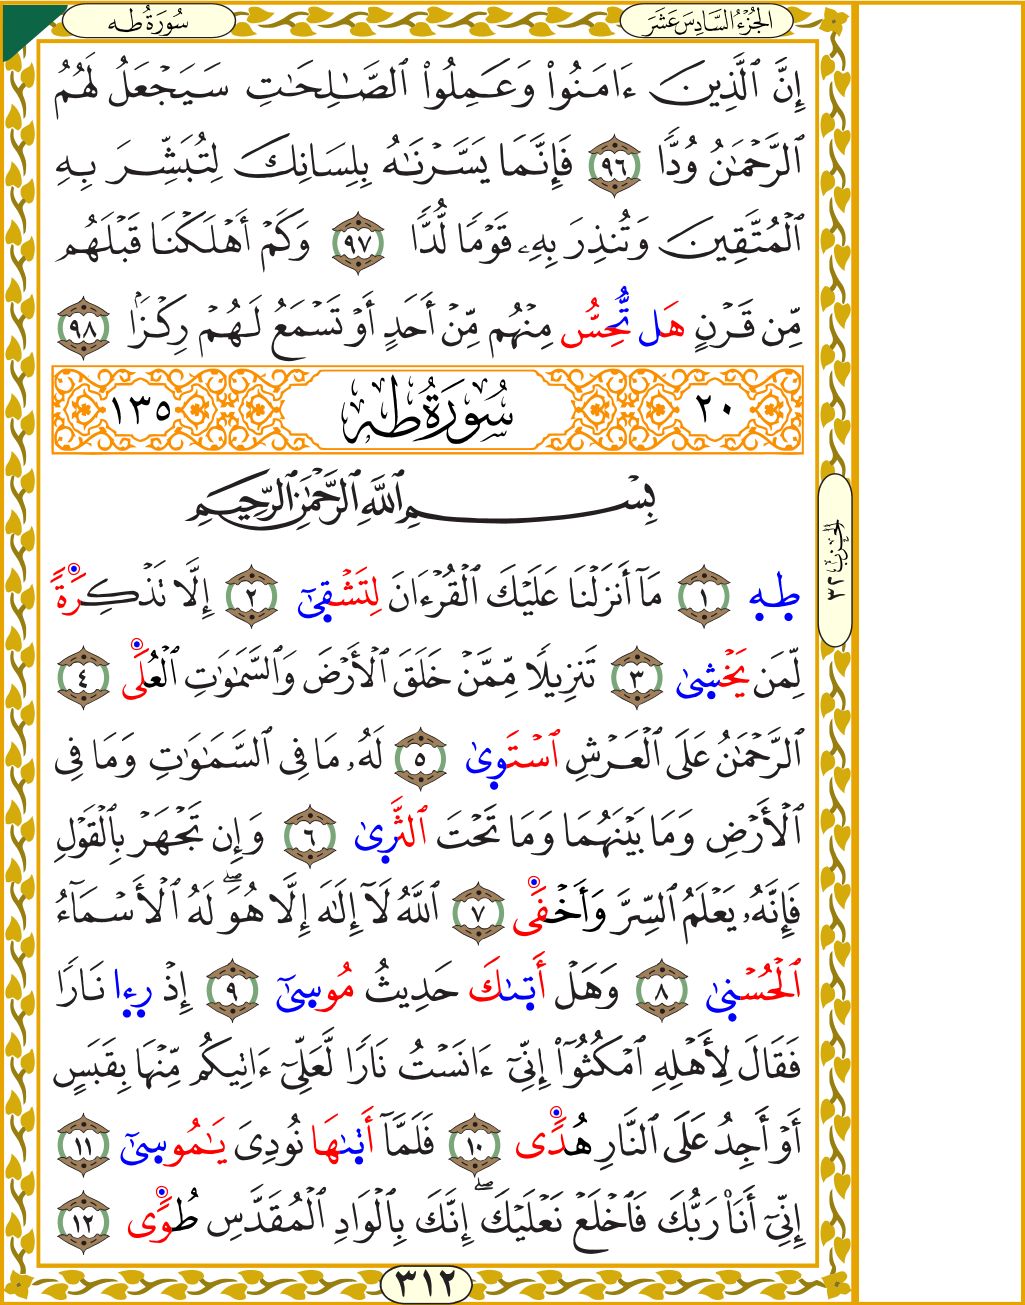 سُورَةُ طـه
الجُزْءُ السَّادِسَ عَشَرَ
إِنَّ ٱلَّذِينَ ءَامَنُوا۟ وَعَمِلُوا۟ ٱلصَّـٰلِحَـٰتِ سَيَجْعَلُ لَهُمُ
ٱلرَّحْمَـٰنُ وُدًّا ٩٦ فَإِنَّمَا يَسَّرْنَـٰهُ بِلِسَانِكَ لِتُبَشِّرَ بِهِ
ٱلْمُتَّقِينَ وَتُنذِرَ بِهِۦ قَوْمًا لُّدًّا ٩٧ وَكَمْ أَهْلَكْنَا قَبْلَهُم
مِّن قَرْنٍ هَل تُّحِسُّ مِنْهُم مِّنْ أَحَدٍ أَوْ تَسْمَعُ لَهُمْ رِكْزًۢا ٩٨
٢٠ سُورَةُ طه ١٣٥
بِسْمِ ٱللَّهِ ٱلرَّحْمَـٰنِ ٱلرَّحِيمِ
طه ١ مَآ أَنزَلْنَا عَلَيْكَ ٱلْقُرْءَانَ لِتَشْقَىٰٓ ٢ إِلَّا تَذْكِرَةً
لِّمَن يَخْشَىٰ ٣ تَنزِيلًا مِّمَّنْ خَلَقَ ٱلْأَرْضَ وَٱلسَّمَـٰوَٰتِ ٱلْعُلَى ٤
ٱلرَّحْمَـٰنُ عَلَى ٱلْعَرْشِ ٱسْتَوَىٰ ٥ لَهُۥ مَا فِى ٱلسَّمَـٰوَٰتِ وَمَا فِى
ٱلْأَرْضِ وَمَا بَيْنَهُمَا وَمَا تَحْتَ ٱلثَّرَىٰ ٦ وَإِن تَجْهَرْ بِٱلْقَوْلِ
فَإِنَّهُۥ يَعْلَمُ ٱلسِّرَّ وَأَخْفَى ٧ ٱللَّهُ لَآ إِلَـٰهَ إِلَّا هُوَ ۖ لَهُ ٱلْأَسْمَآءُ
ٱلْحُسْنَىٰ ٨ وَهَلْ أَتَىٰكَ حَدِيثُ مُوسَىٰٓ ٩ إِذْ رَءَا نَارًا
فَقَالَ لِأَهْلِهِ ٱمْكُثُوٓا۟ إِنِّىٓ ءَانَسْتُ نَارًا لَّعَلِّىٓ ءَاتِيكُم مِّنْهَا بِقَبَسٍ
أَوْ أَجِدُ عَلَى ٱلنَّارِ هُدًى ١٠ فَلَمَّآ أَتَىٰهَا نُودِىَ يَـٰمُوسَىٰٓ ١١
إِنِّىٓ أَنَا۠ رَبُّكَ فَٱخْلَعْ نَعْلَيْكَ ۖ إِنَّكَ بِٱلْوَادِ ٱلْمُقَدَّسِ طُوًى ١٢
الحِزْبُ ٣٢
٣١٢